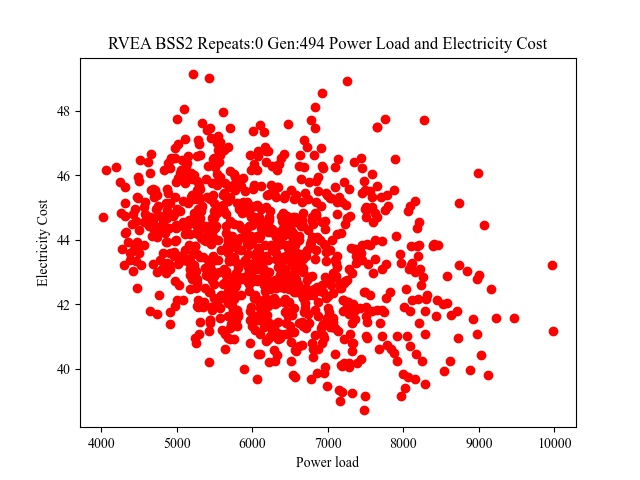 RVEA BSS2 Repeats:0 Gen:494 Power Load and Electricity Cost
Electricity Cost
48
46
44
42
40
4000 5000 6000 7000 8000 9000 10000
Power load